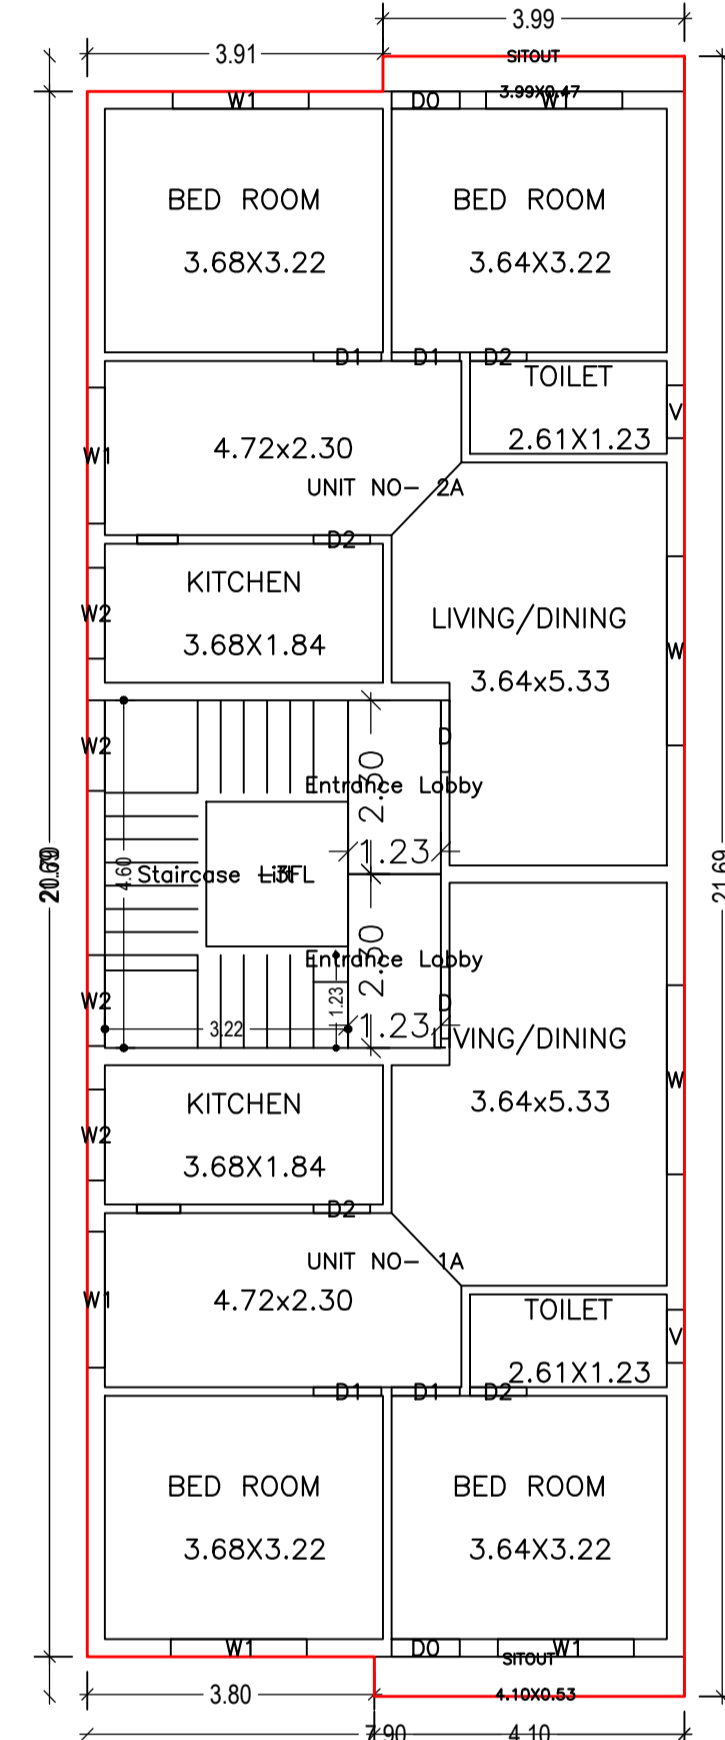 3.99
3.91
SITOUT
3.99X0.47
W1
D0
W1
BED ROOM
3.68X3.22
BED ROOM
3.64X3.22
D1
D1
D2
TOILET
2.61X1.23
V
4.72x2.30
W1
UNIT NO- 2A
D2
KITCHEN
3.68X1.84
W2
LIVING/DINING
3.64x5.33
W
W2
D
2.30
Entrance Lobby
1.23
4.60
Staircase
21.69
2.30
Entrance Lobby
1.23
1.23
3.22
W2
D
VING/DINING
3.64x5.33
W
KITCHEN
3.68X1.84
W2
D2
UNIT NO- 1A
4.72x2.30
W1
TOILET
2.61X1.23
V
D1
D1
D2
BED ROOM
3.68X3.22
BED ROOM
3.64X3.22
W1
D0
W1
SITOUT
4.10X0.53
3.80
7.90
4.10